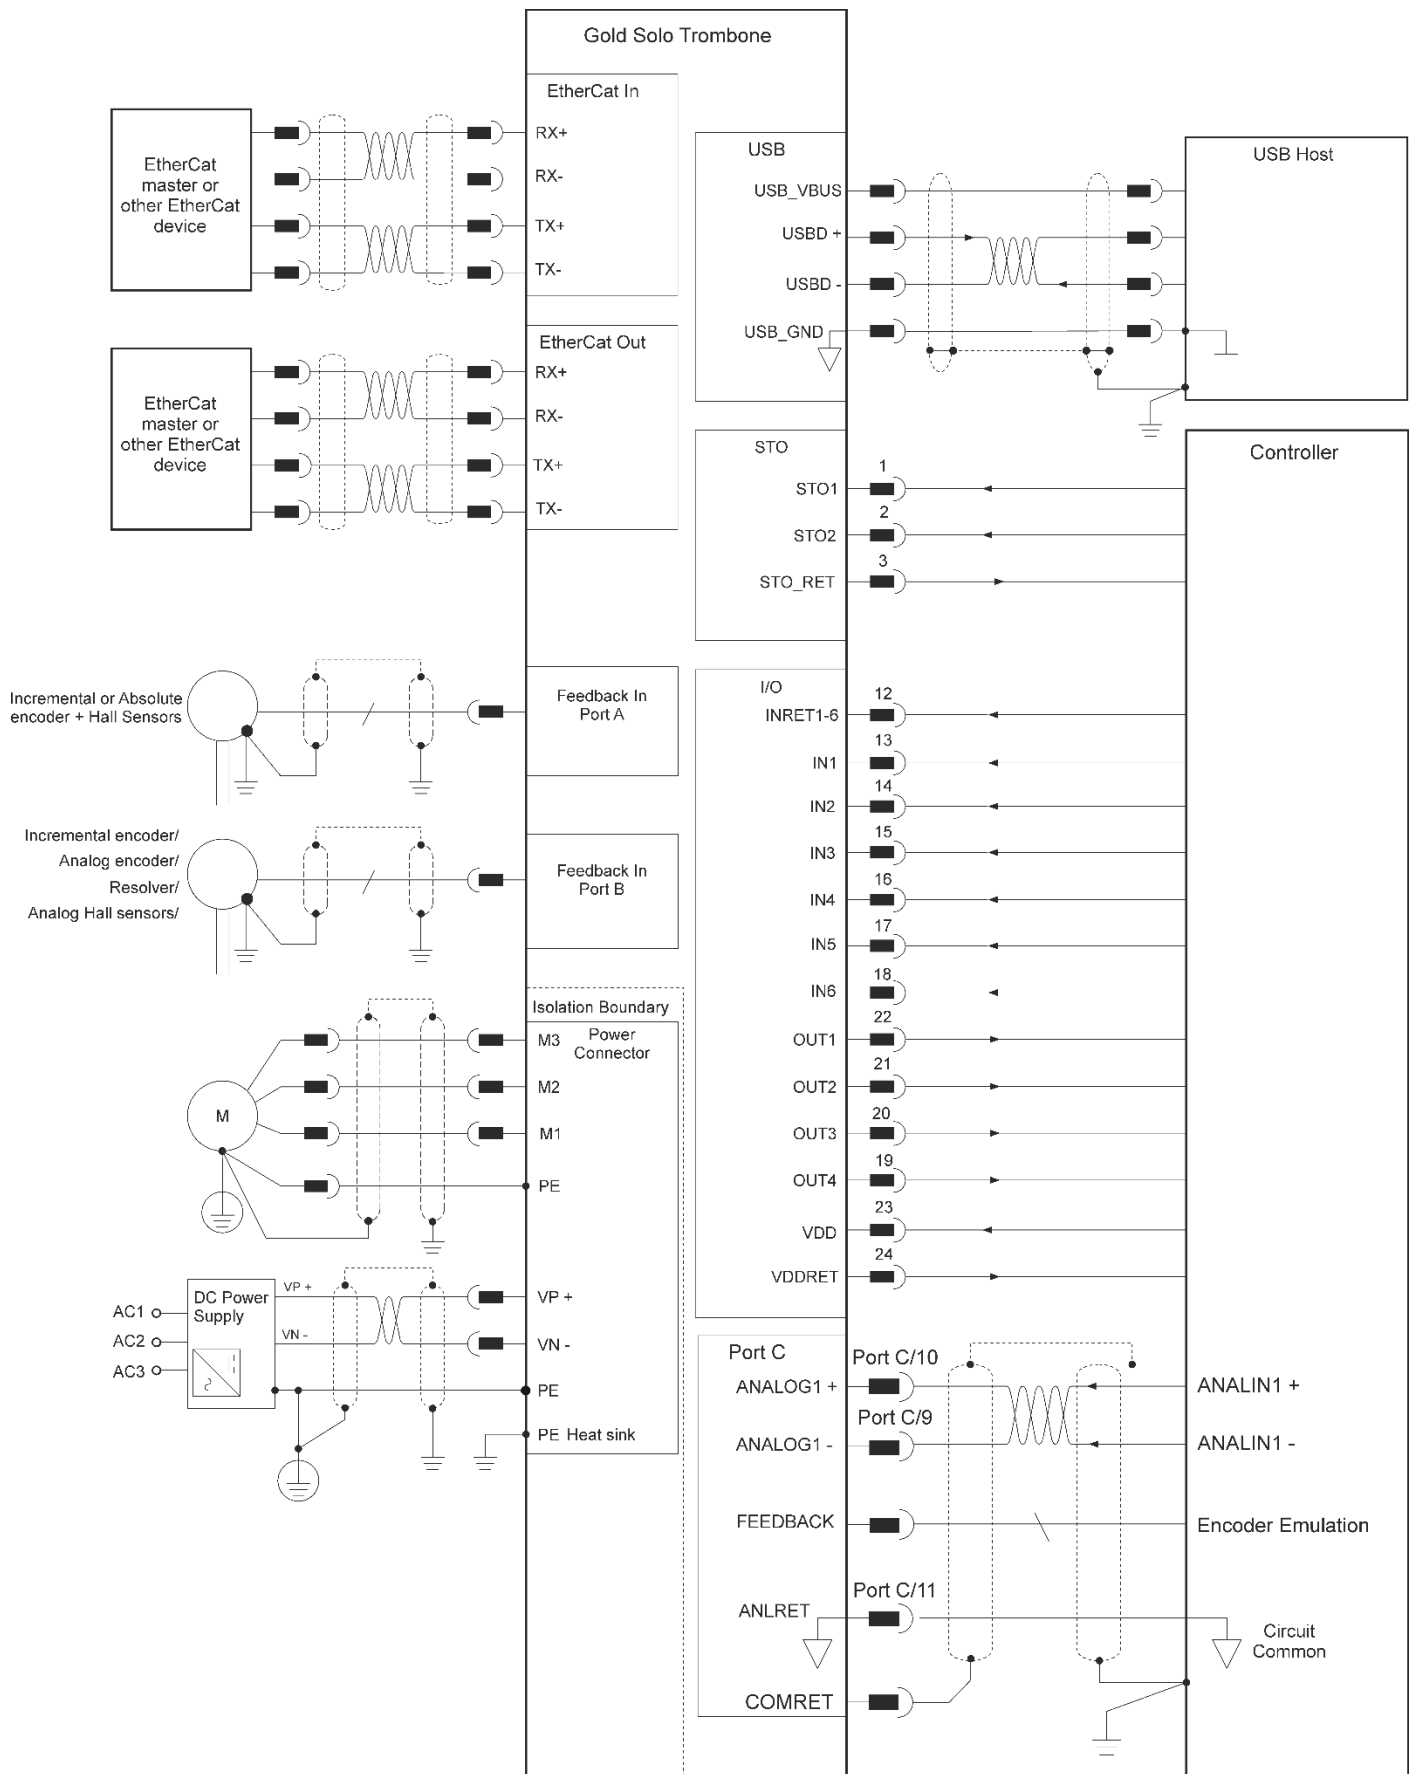 Gold Solo Trombone
EtherCat In
EtherCat
master or
other EtherCat
device
RX+
RX-
TX+
TX-
EtherCat Out
EtherCat
master or
other EtherCat
device
RX+
RX-
TX+
TX-
Incremental or Absolute
encoder + Hall Sensors
Feedback In
Port A
Incremental encoder/
Analog encoder/
Resolver/
Analog Hall sensors/
Feedback In
Port B
Isolation Boundary
Power
Connector
M
M3
M2
M1
PE
DC Power
Supply
AC1
AC2
AC3
VP +
VN -
VP +
VN -
PE
PE Heat sink
USB
USB_VBUS
USBD +
USBD -
USB_GND
USB Host
STO
STO1
1
STO2
2
STO_RET
3
Controller
I/O
INRET1-6
12
IN1
13
IN2
14
IN3
15
IN4
16
IN5
17
IN6
18
OUT1
22
OUT2
21
OUT3
20
OUT4
19
VDD
23
VDDRET
24
Port C
Port C/10
ANALOG1 +
ANALIN1 +
Port C/9
ANALOG1 -
ANALIN1 -
FEEDBACK
Encoder Emulation
Port C/11
ANLRET
Circuit
Common
COMRET